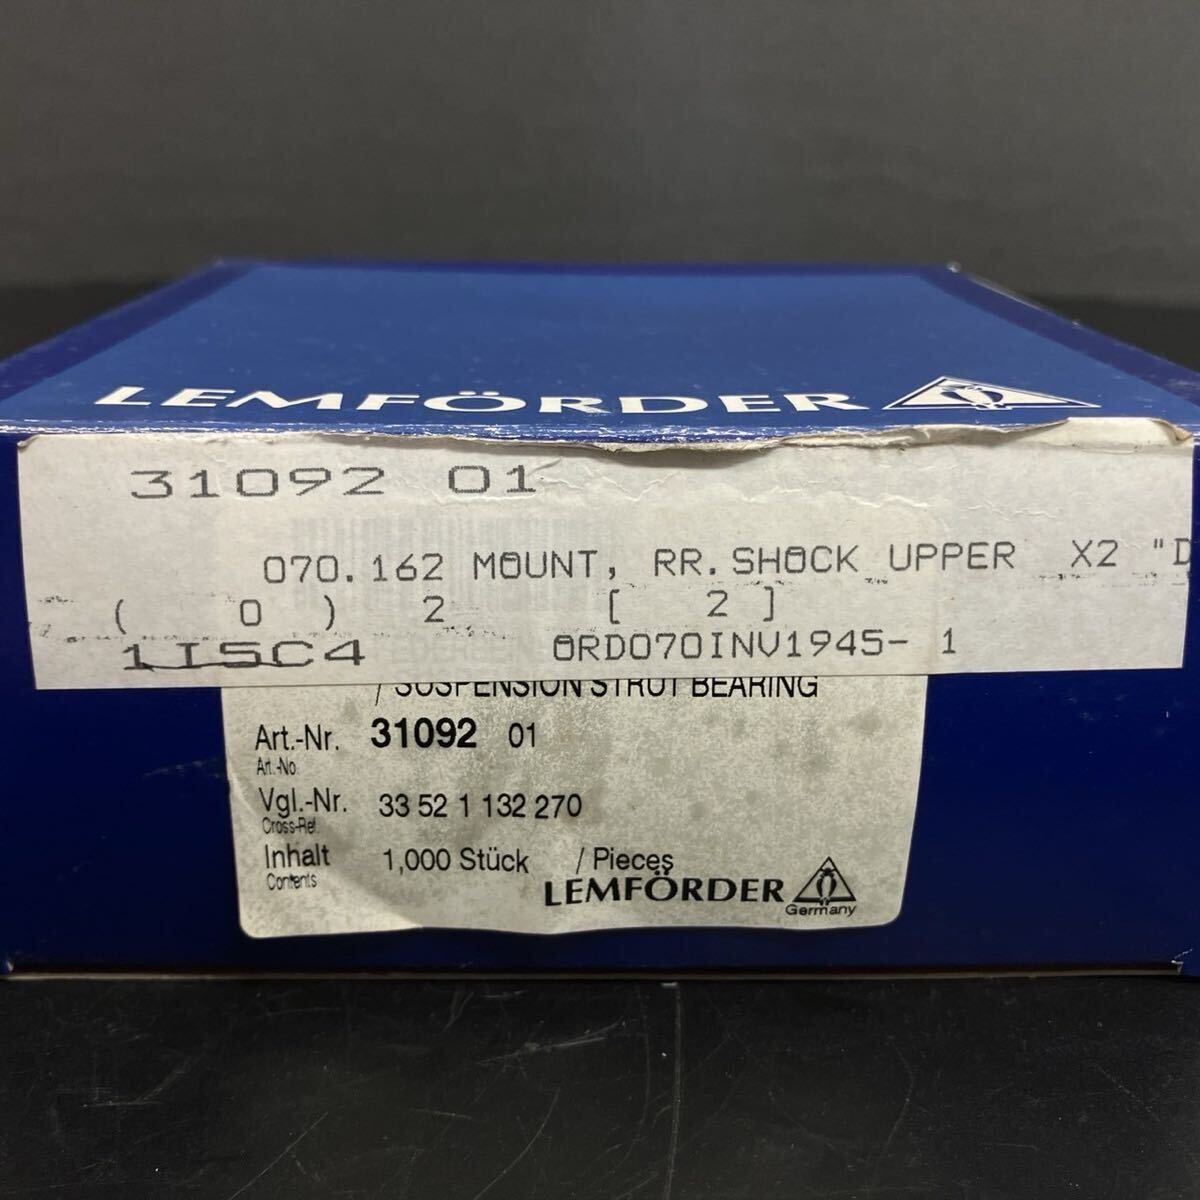 LEMFÖRDER
31092 01
070.162 MOUNT, RR.SHOCK UPPER X2 "D
( 0 ) 2 [ 2 ]
1ISC4 ORD070INV1945- 1
/ SUSPENSION STRUT BEARING
Art.-Nr. 31092 01
Art.-No.
Vgl.-Nr. 33 52 1 132 270
Cross-Ref.
Inhalt 1,000 Stück / Pieces
Contents
LEMFÖRDER
Germany